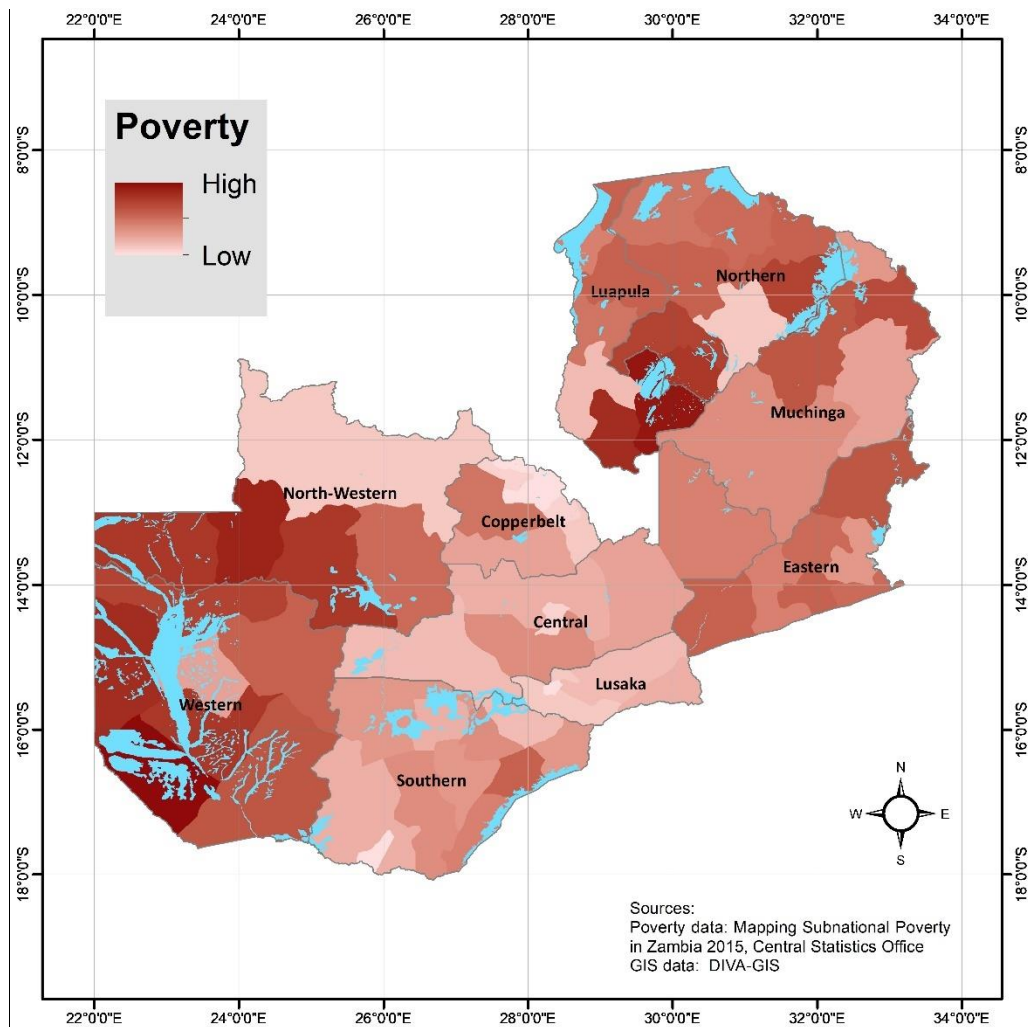 22°0'0"E 24°0'0"E 26°0'0"E 28°0'0"E 30°0'0"E 32°0'0"E 34°0'0"E
Poverty
High
Low
8°0'0"S 8°0'0"S
10°0'0"S 10°0'0"S
12°0'0"S 12°0'0"S
14°0'0"S 14°0'0"S
16°0'0"S 16°0'0"S
18°0'0"S 18°0'0"S
Northern
Luapula
Muchinga
North-Western
Copperbelt
Eastern
Central
Lusaka
Western
Southern
N
W E
S
Sources:
Poverty data: Mapping Subnational Poverty
in Zambia 2015, Central Statistics Office
GIS data: DIVA-GIS
22°0'0"E 24°0'0"E 26°0'0"E 28°0'0"E 30°0'0"E 32°0'0"E 34°0'0"E